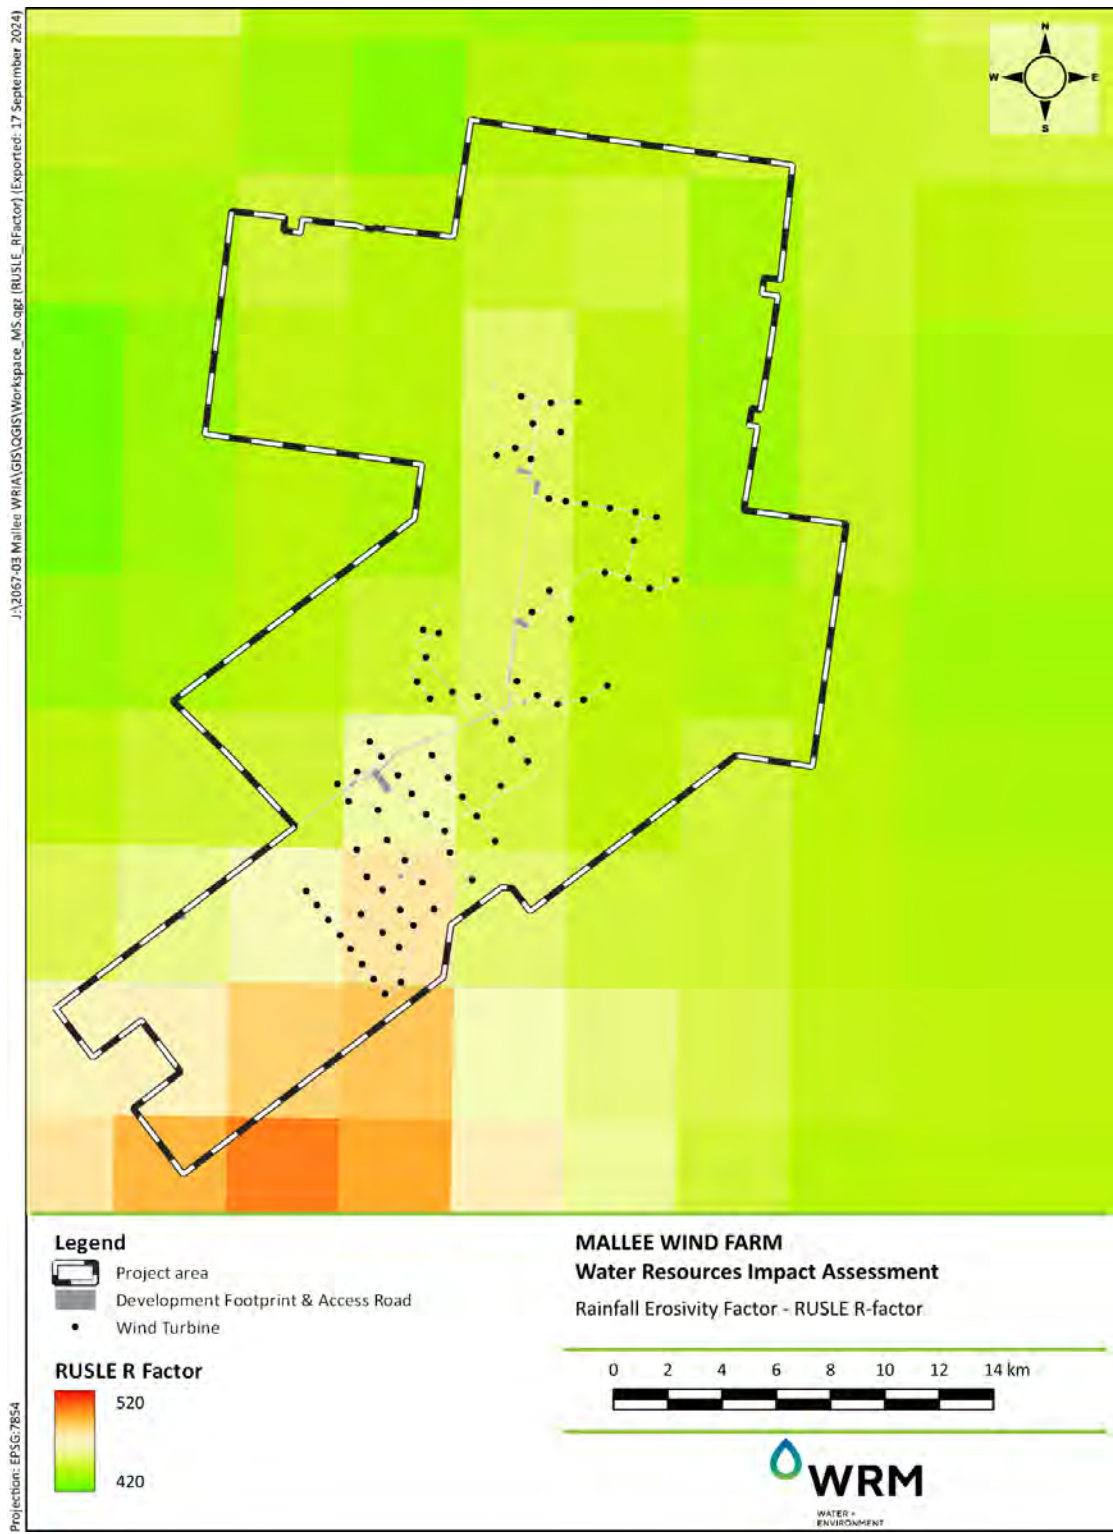 J:\2067-03 Mallee WRIA\GIS\QGIS\Workspace_MS.qgz (RUSLE_RFactor) (Exported: 17 September 2024)
Projection: EPSG:7854
N
W E
S
Legend
Project area
Development Footprint & Access Road
Wind Turbine
RUSLE R Factor
520
420
MALLEE WIND FARM
Water Resources Impact Assessment
Rainfall Erosivity Factor - RUSLE R-factor
0 2 4 6 8 10 12 14 km
WRM
WATER +
ENVIRONMENT